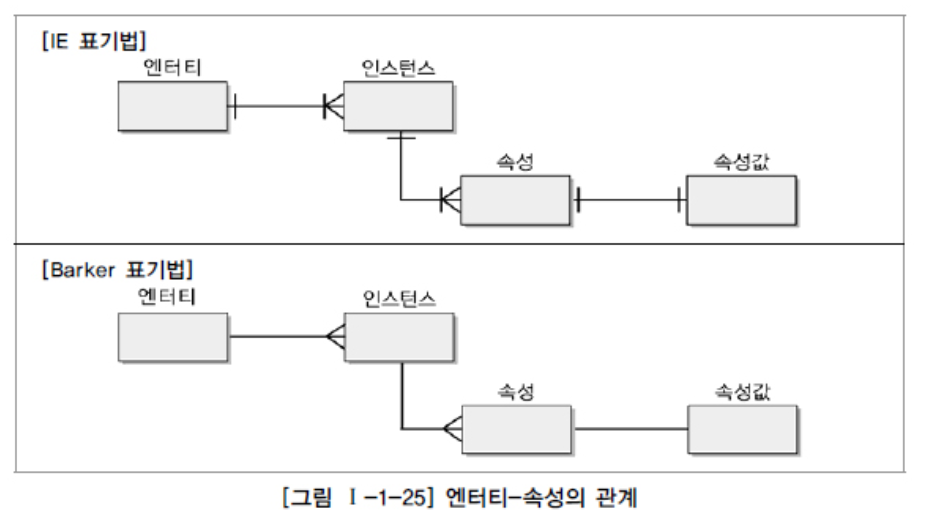 [IE 표기법]
엔터티
인스턴스
속성
속성값
[Barker 표기법]
엔터티
인스턴스
속성
속성값
[그림 Ⅰ-1-25] 엔터티-속성의 관계